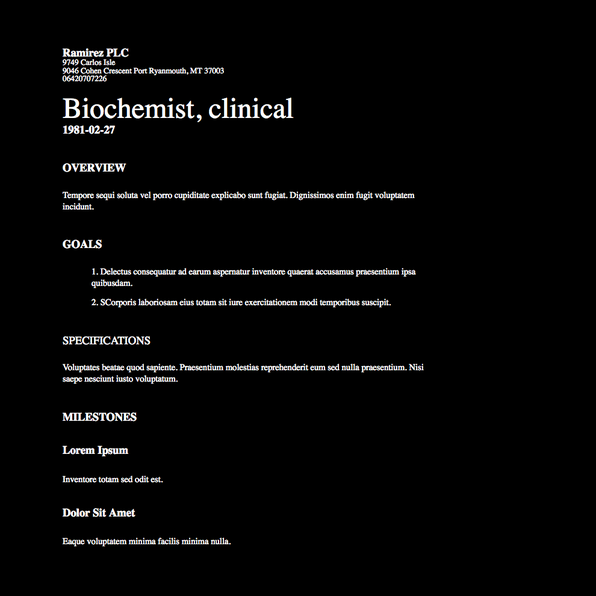 Ramirez PLC
9749 Carlos Isle
9046 Cohen Crescent Port Ryanmouth, MT 37003
06420707226
Biochemist, clinical
1981-02-27
OVERVIEW
Tempore sequi soluta vel porro cupiditate explicabo sunt fugiat. Dignissimos enim fugit voluptatem
incidunt.
GOALS
1. Delectus consequatur ad earum aspernatur inventore quaerat accusamus praesentium ipsa
quibusdam.
2. SCorporis laboriosam eius totam sit iure exercitationem modi temporibus suscipit.
SPECIFICATIONS
Voluptates beatae quod sapiente. Praesentium molestias reprehenderit eum sed nulla praesentium. Nisi
saepe nesciunt iusto voluptatum.
MILESTONES
Lorem Ipsum
Inventore totam sed odit est.
Dolor Sit Amet
Eaque voluptatem minima facilis minima nulla.